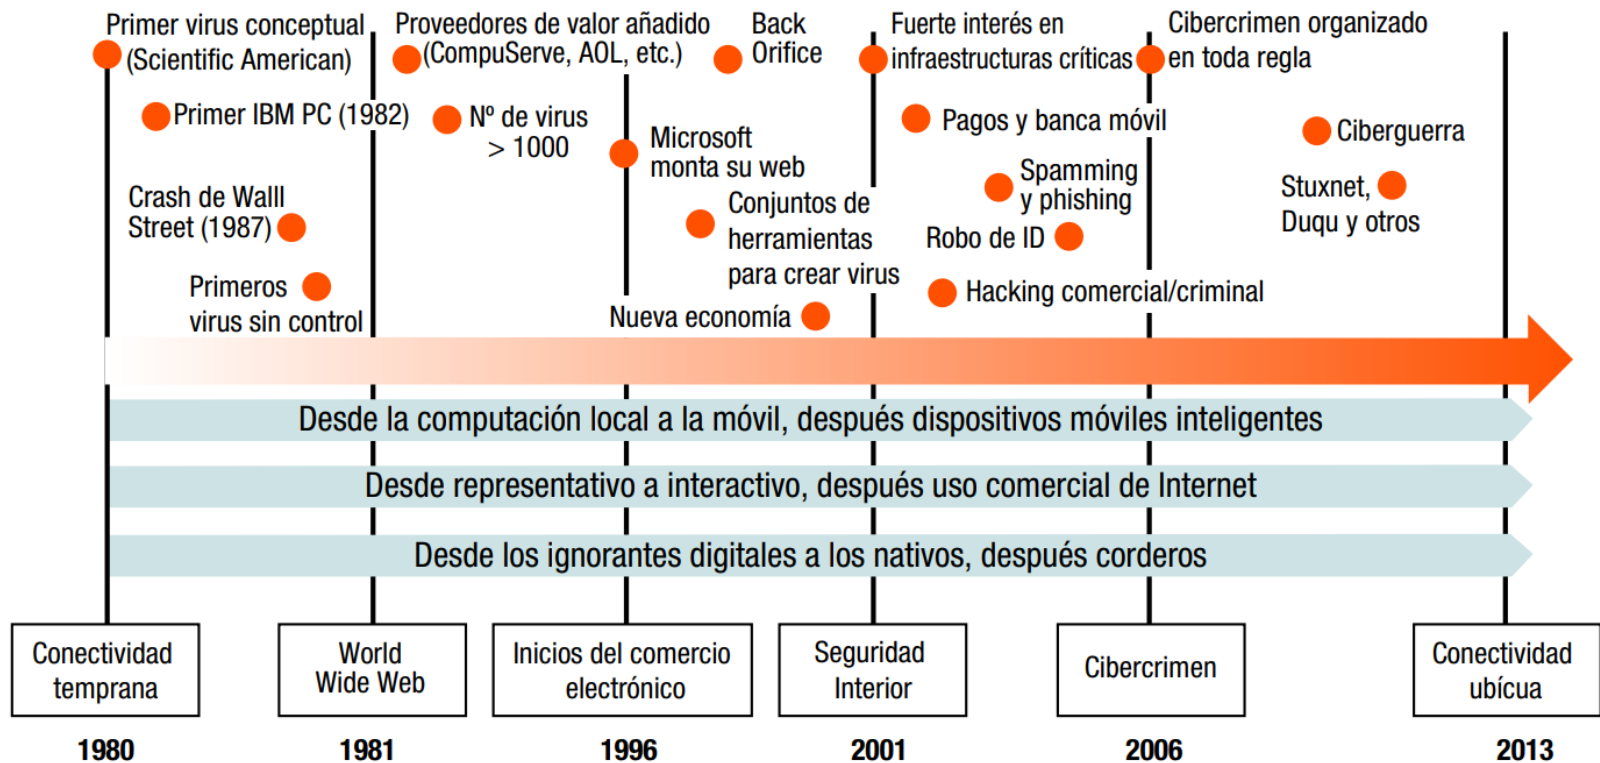 Primer virus conceptual
(Scientific American)
Proveedores de valor añadido
(CompuServe, AOL, etc.)
Back
Orifice
Fuerte interés en
infraestructuras críticas
Cibercrimen organizado
en toda regla
Primer IBM PC (1982)
Nº de virus
> 1000
Microsoft
monta su web
Pagos y banca móvil
Ciberguerra
Crash de Walll
Street (1987)
Conjuntos de
herramientas
para crear virus
Spamming
y phishing
Stuxnet,
Duqu y otros
Robo de ID
Primeros
virus sin control
Nueva economía
Hacking comercial/criminal
Desde la computación local a la móvil, después dispositivos móviles inteligentes
Desde representativo a interactivo, después uso comercial de Internet
Desde los ignorantes digitales a los nativos, después corderos
Conectividad
temprana
World
Wide Web
Inicios del comercio
electrónico
Seguridad
Interior
Cibercrimen
Conectividad
ubícua
1980
1981
1996
2001
2006
2013